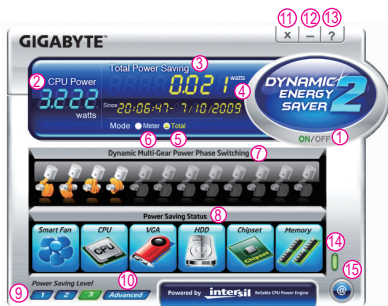 11 12 13
X – ?
GIGABYTE™
Total Power Saving 3
2 CPU Power
0.021 watts
4
3.222
watts
Since 20:06:47- 7/10/2009
Mode Meter Total
6 5
DYNAMIC
ENERGY
SAVER 2
ON/OFF 1
Dynamic Multi-Gear Power Phase Switching 7
Power Saving Status 8
Smart Fan CPU VGA HDD Chipset Memory
CPU Chipset
14
10 15
Power Saving Level
9 1 2 3 Advanced
Powered by intersil Reliable CPU Power Engine
@